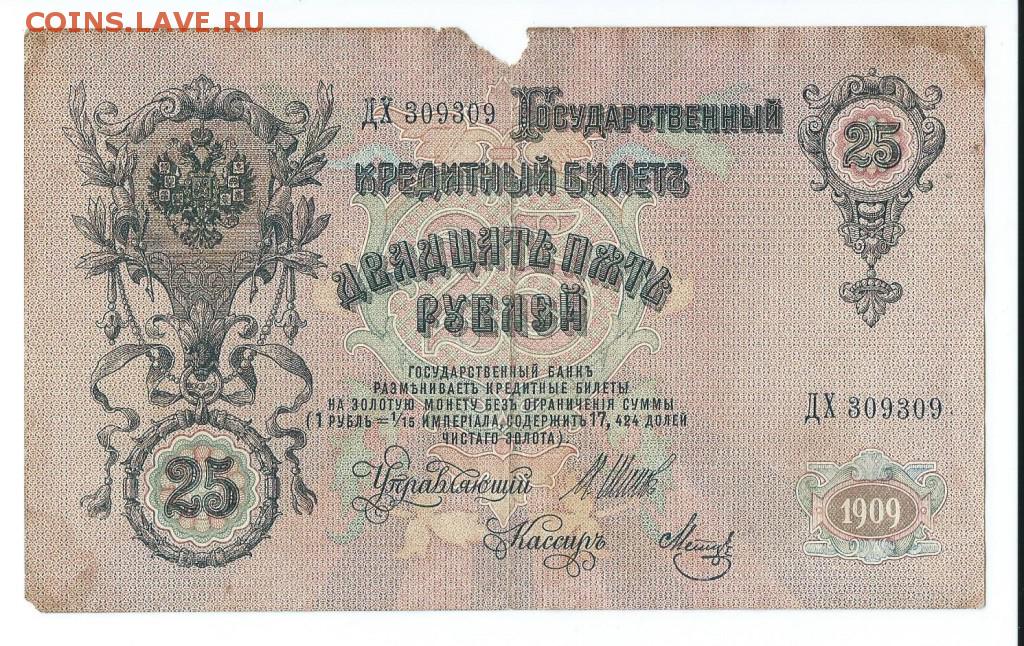 COINS.LAVE.RU
ДХ 309309 Государственный
25
Кредитный Билетъ
Двадцать пять
рублей
Государственный Банкъ
размѣниваетъ кредитные билеты
на золотую монету безъ ограниченія суммы
(1 рубль = 1/15 имперіала, содержитъ 17,424 долей
чистаго золота).
ДХ 309309
25
Управляющий
1909
Кассиръ